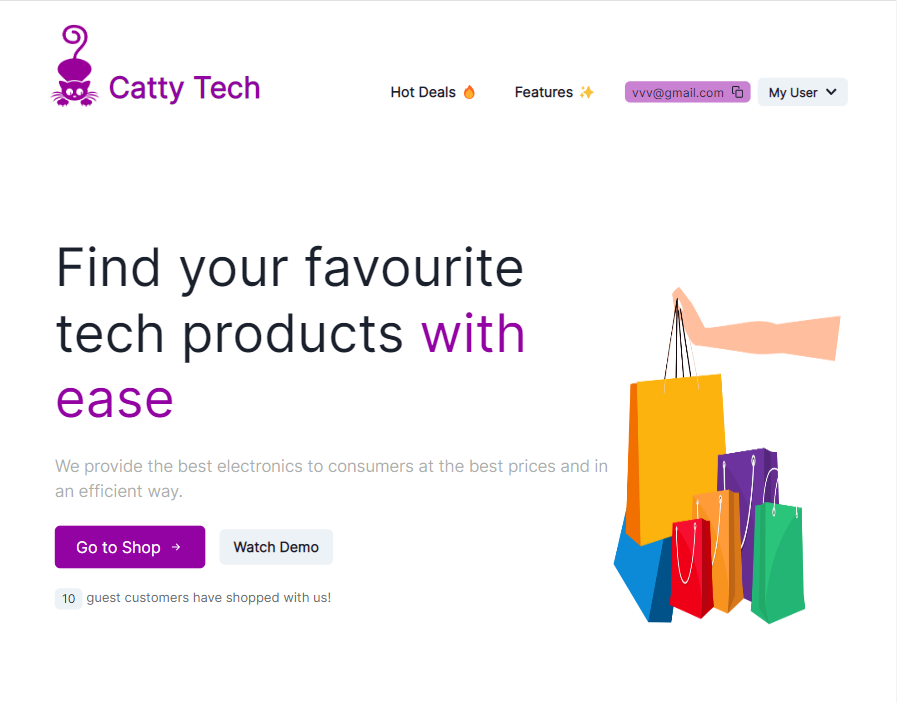 Catty Tech
Hot Deals 🔥
Features ✨
vvv@gmail.com
My User
Find your favourite
tech products with
ease
We provide the best electronics to consumers at the best prices and in
an efficient way.
Go to Shop →
Watch Demo
10 guest customers have shopped with us!